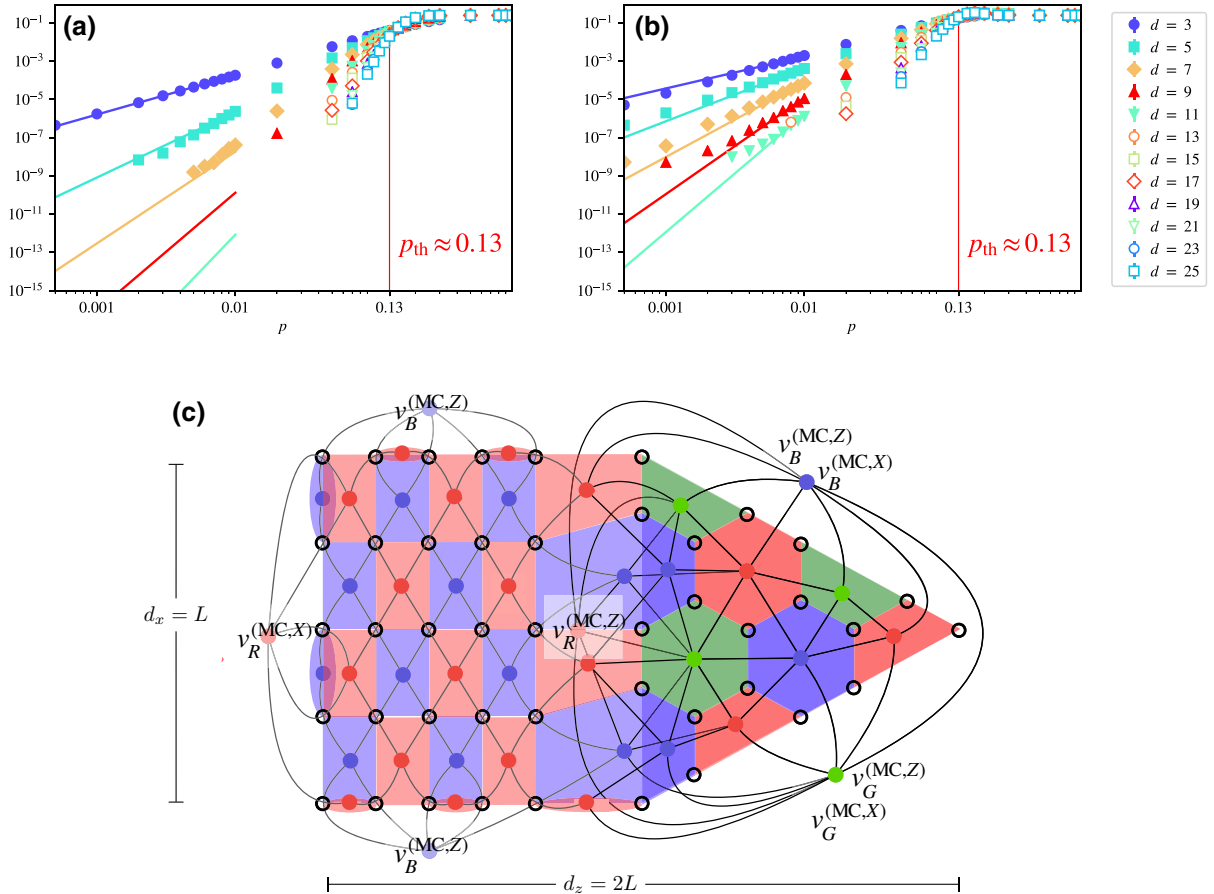 (a)
10⁻¹
10⁻³
10⁻⁵
10⁻⁷
10⁻⁹
10⁻¹¹
10⁻¹³
10⁻¹⁵
0.001
0.01
0.13
p
p_th ≈ 0.13
(b)
10⁻¹
10⁻³
10⁻⁵
10⁻⁷
10⁻⁹
10⁻¹¹
10⁻¹³
10⁻¹⁵
0.001
0.01
0.13
p
p_th ≈ 0.13
d = 3
d = 5
d = 7
d = 9
d = 11
d = 13
d = 15
d = 17
d = 19
d = 21
d = 23
d = 25
(c)
v_B^(MC,Z)
v_B^(MC,Z)
v_B^(MC,X)
d_x = L
v_R^(MC,X)
v_R^(MC,Z)
v_G^(MC,Z)
v_G^(MC,X)
v_B^(MC,Z)
d_z = 2L